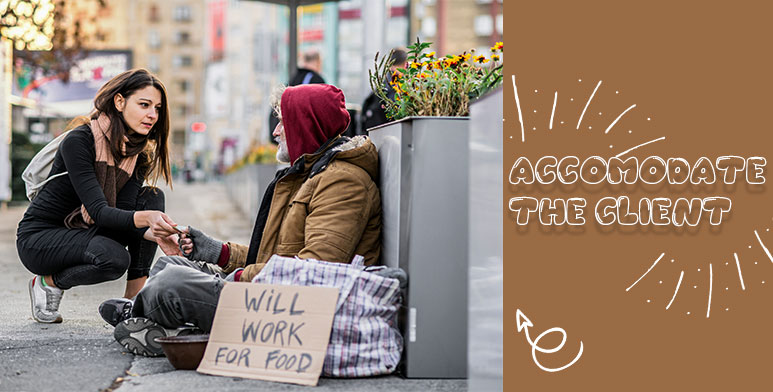 WILL
WORK
FOR FOOD
ACCOMODATE
THE CLIENT